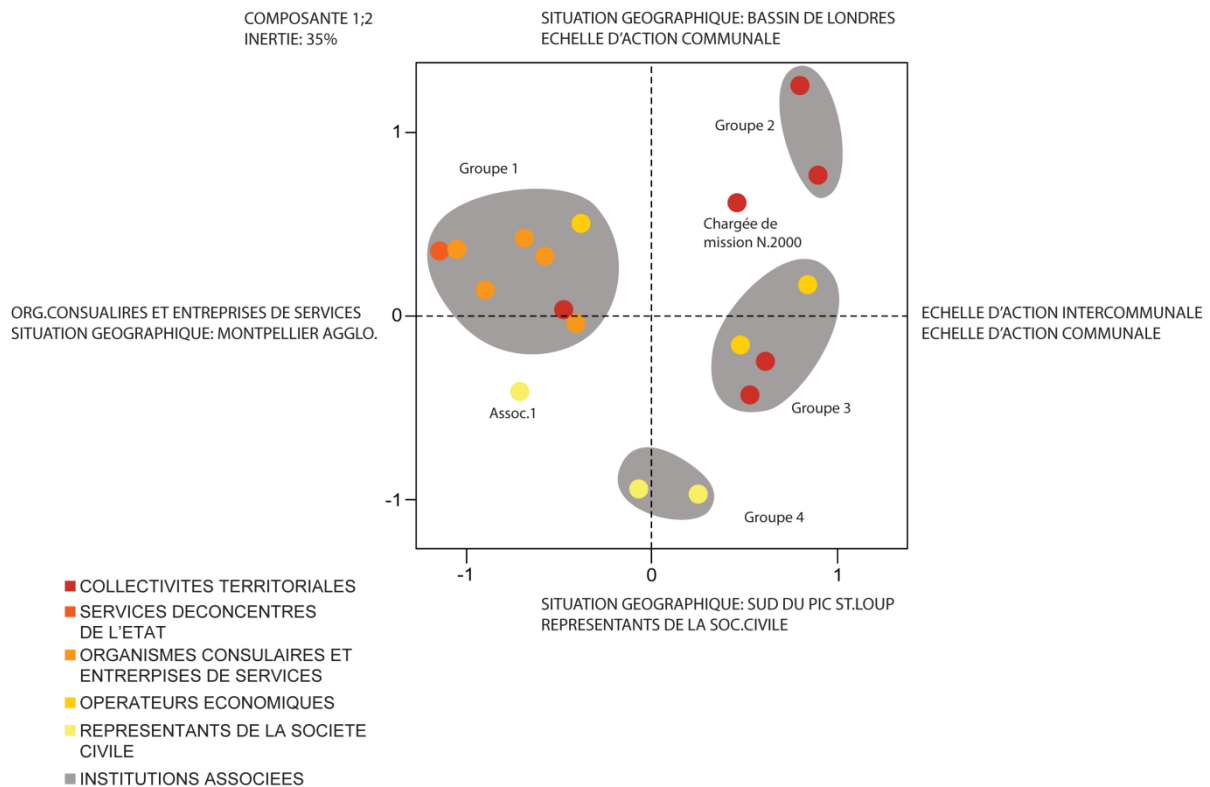 COMPOSANTE 1;2
INERTIE: 35%
SITUATION GEOGRAPHIQUE: BASSIN DE LONDRES
ECHELLE D'ACTION COMMUNALE
Groupe 2
1
Groupe 1
Chargée de
mission N.2000
ORG.CONSUALIRES ET ENTREPRISES DE SERVICES
SITUATION GEOGRAPHIQUE: MONTPELLIER AGGLO.
0
ECHELLE D'ACTION INTERCOMMUNALE
ECHELLE D'ACTION COMMUNALE
Groupe 3
Assoc.1
-1
Groupe 4
-1
0
1
SITUATION GEOGRAPHIQUE: SUD DU PIC ST.LOUP
REPRESENTANTS DE LA SOC.CIVILE
COLLECTIVITES TERRITORIALES
SERVICES DECONCENTRES
DE L'ETAT
ORGANISMES CONSULAIRES ET
ENTRERPISES DE SERVICES
OPERATEURS ECONOMIQUES
REPRESENTANTS DE LA SOCIETE
CIVILE
INSTITUTIONS ASSOCIEES